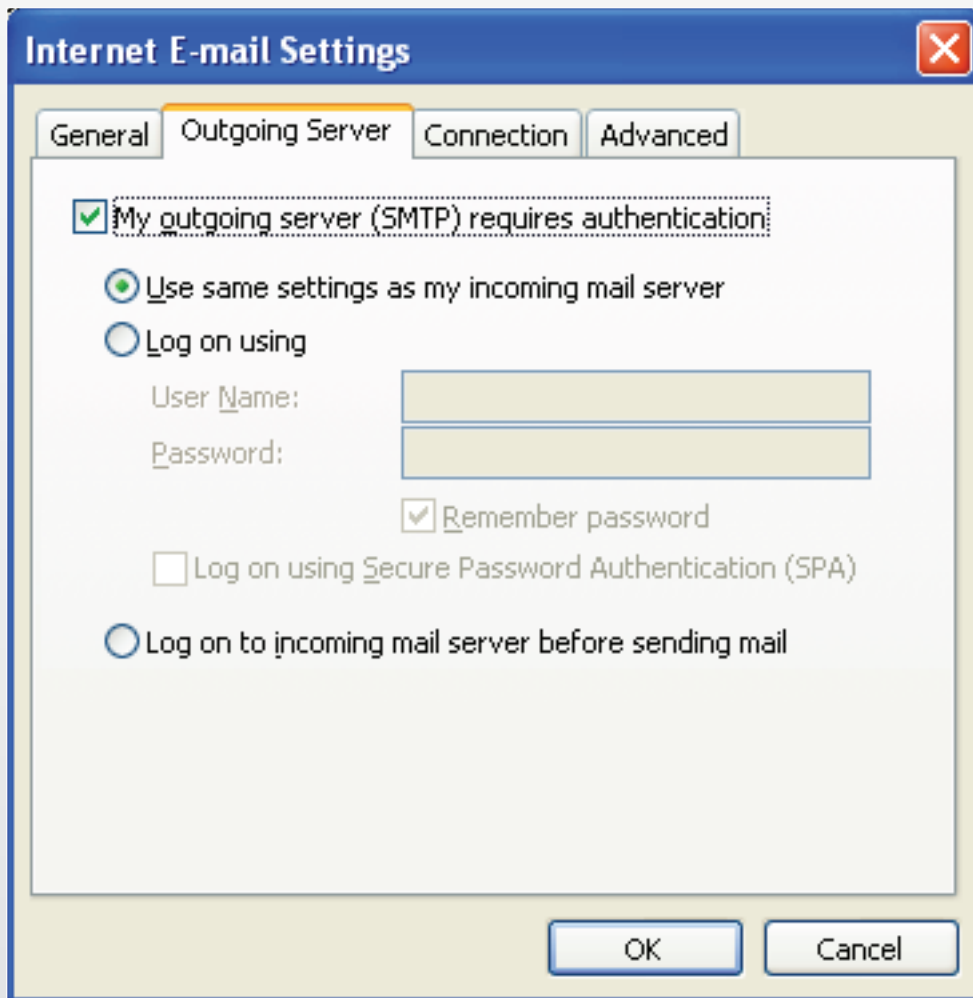 Internet E-mail Settings
General Outgoing Server Connection Advanced
My outgoing server (SMTP) requires authentication
Use same settings as my incoming mail server
Log on using
User Name:
Password:
Remember password
Log on using Secure Password Authentication (SPA)
Log on to incoming mail server before sending mail
OK Cancel